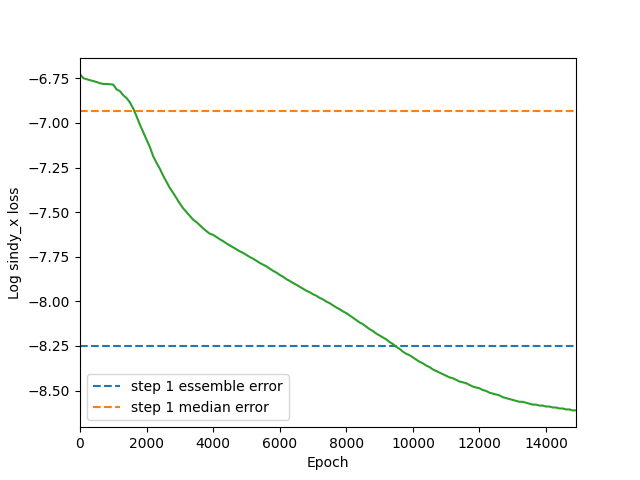 Log sindy_x loss
−6.75
−7.00
−7.25
−7.50
−7.75
−8.00
−8.25
−8.50
step 1 essemble error
step 1 median error
0 2000 4000 6000 8000 10000 12000 14000
Epoch